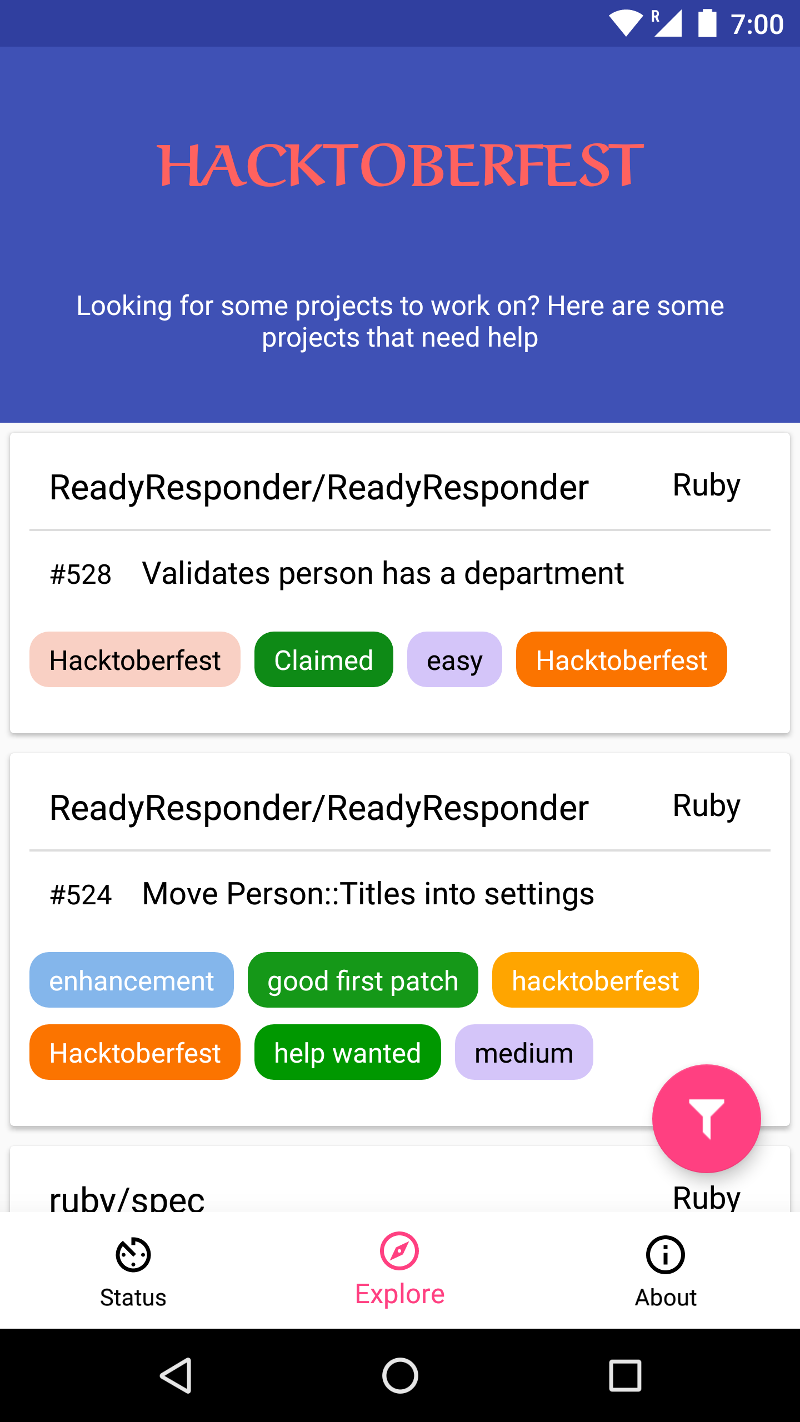 R 7:00
HACKTOBERFEST
Looking for some projects to work on? Here are some
projects that need help
ReadyResponder/ReadyResponder Ruby
#528 Validates person has a department
Hacktoberfest Claimed easy Hacktoberfest
ReadyResponder/ReadyResponder Ruby
#524 Move Person::Titles into settings
enhancement good first patch hacktoberfest
Hacktoberfest help wanted medium
ruby/spec Ruby
Status Explore About